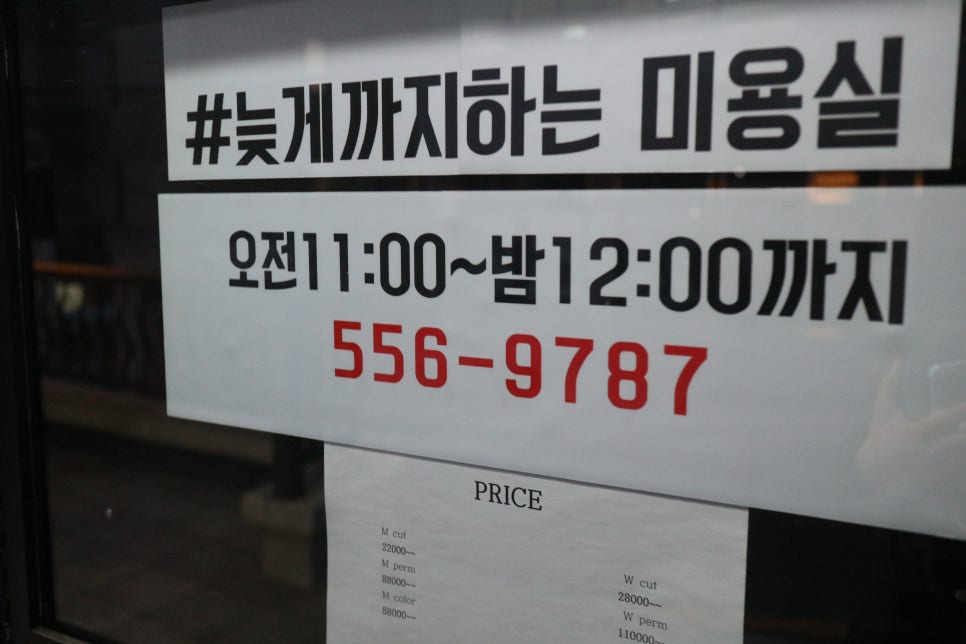 #늦게까지하는 미용실
오전11:00~밤12:00까지
556-9787
PRICE
M cut
22000~~
M perm
88000~~
M color
88000~~
W cut
28000~~
W perm
110000~~